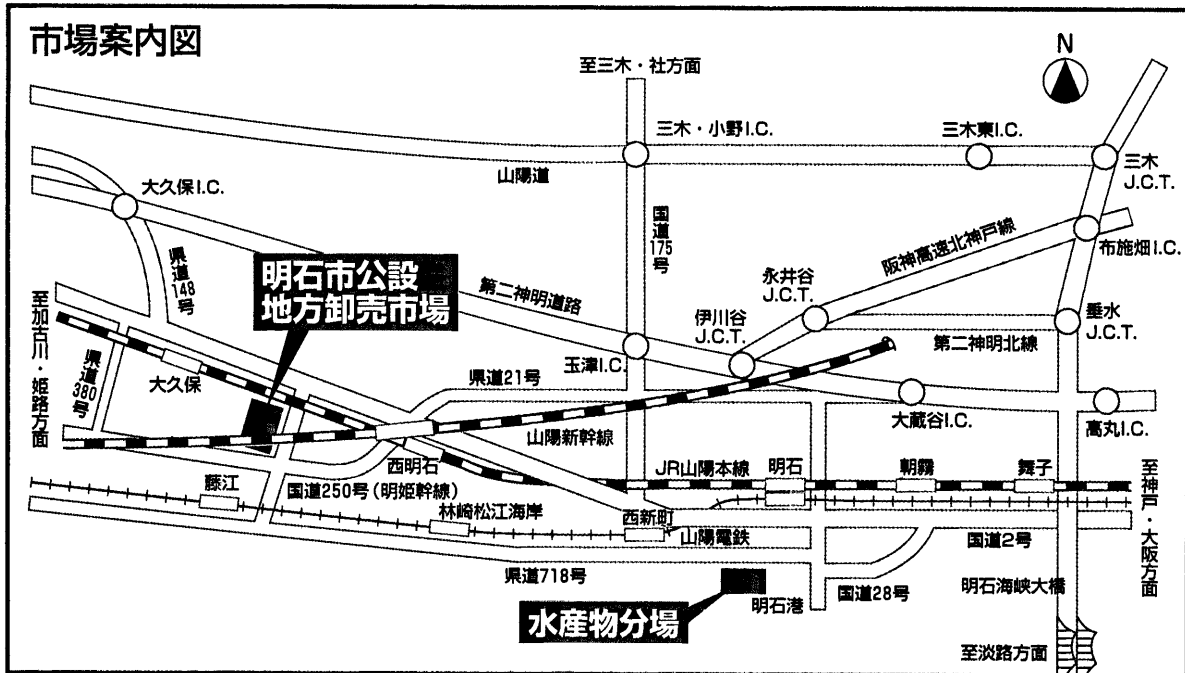 市場案内図
N
至三木・社方面
三木・小野I.C.
三木東I.C.
三木
J.C.T.
山陽道
大久保I.C.
国道175号
阪神高速北神戸線
布施畑I.C.
県道148号
明石市公設
地方卸売市場
第二神明道路
永井谷
J.C.T.
伊川谷
J.C.T.
垂水
J.C.T.
第二神明北線
至加古川・姫路方面
県道380号
大久保
玉津I.C.
県道21号
大蔵谷I.C.
高丸I.C.
山陽新幹線
西明石
JR山陽本線
明石
朝霧
舞子
至神戸・大阪方面
国道250号(明姫幹線)
藤江
林崎松江海岸
西新町
山陽電鉄
国道2号
県道718号
国道28号
明石海峡大橋
明石港
水産物分場
至淡路方面